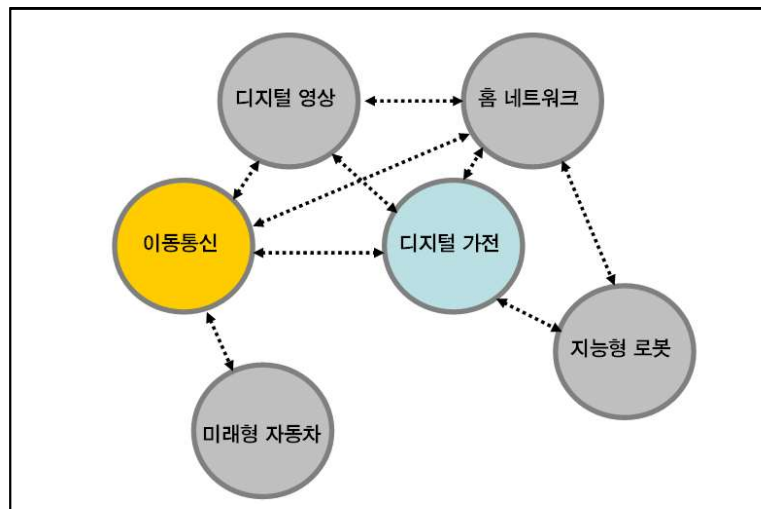 디지털 영상
홈 네트워크
이동통신
디지털 가전
지능형 로봇
미래형 자동차